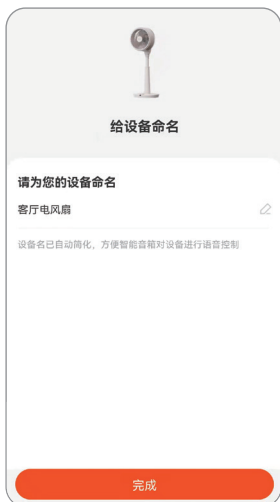 给设备命名
请为您的设备命名
客厅电风扇
设备名已自动简化、方便智能音箱对设备进行语音控制
完成